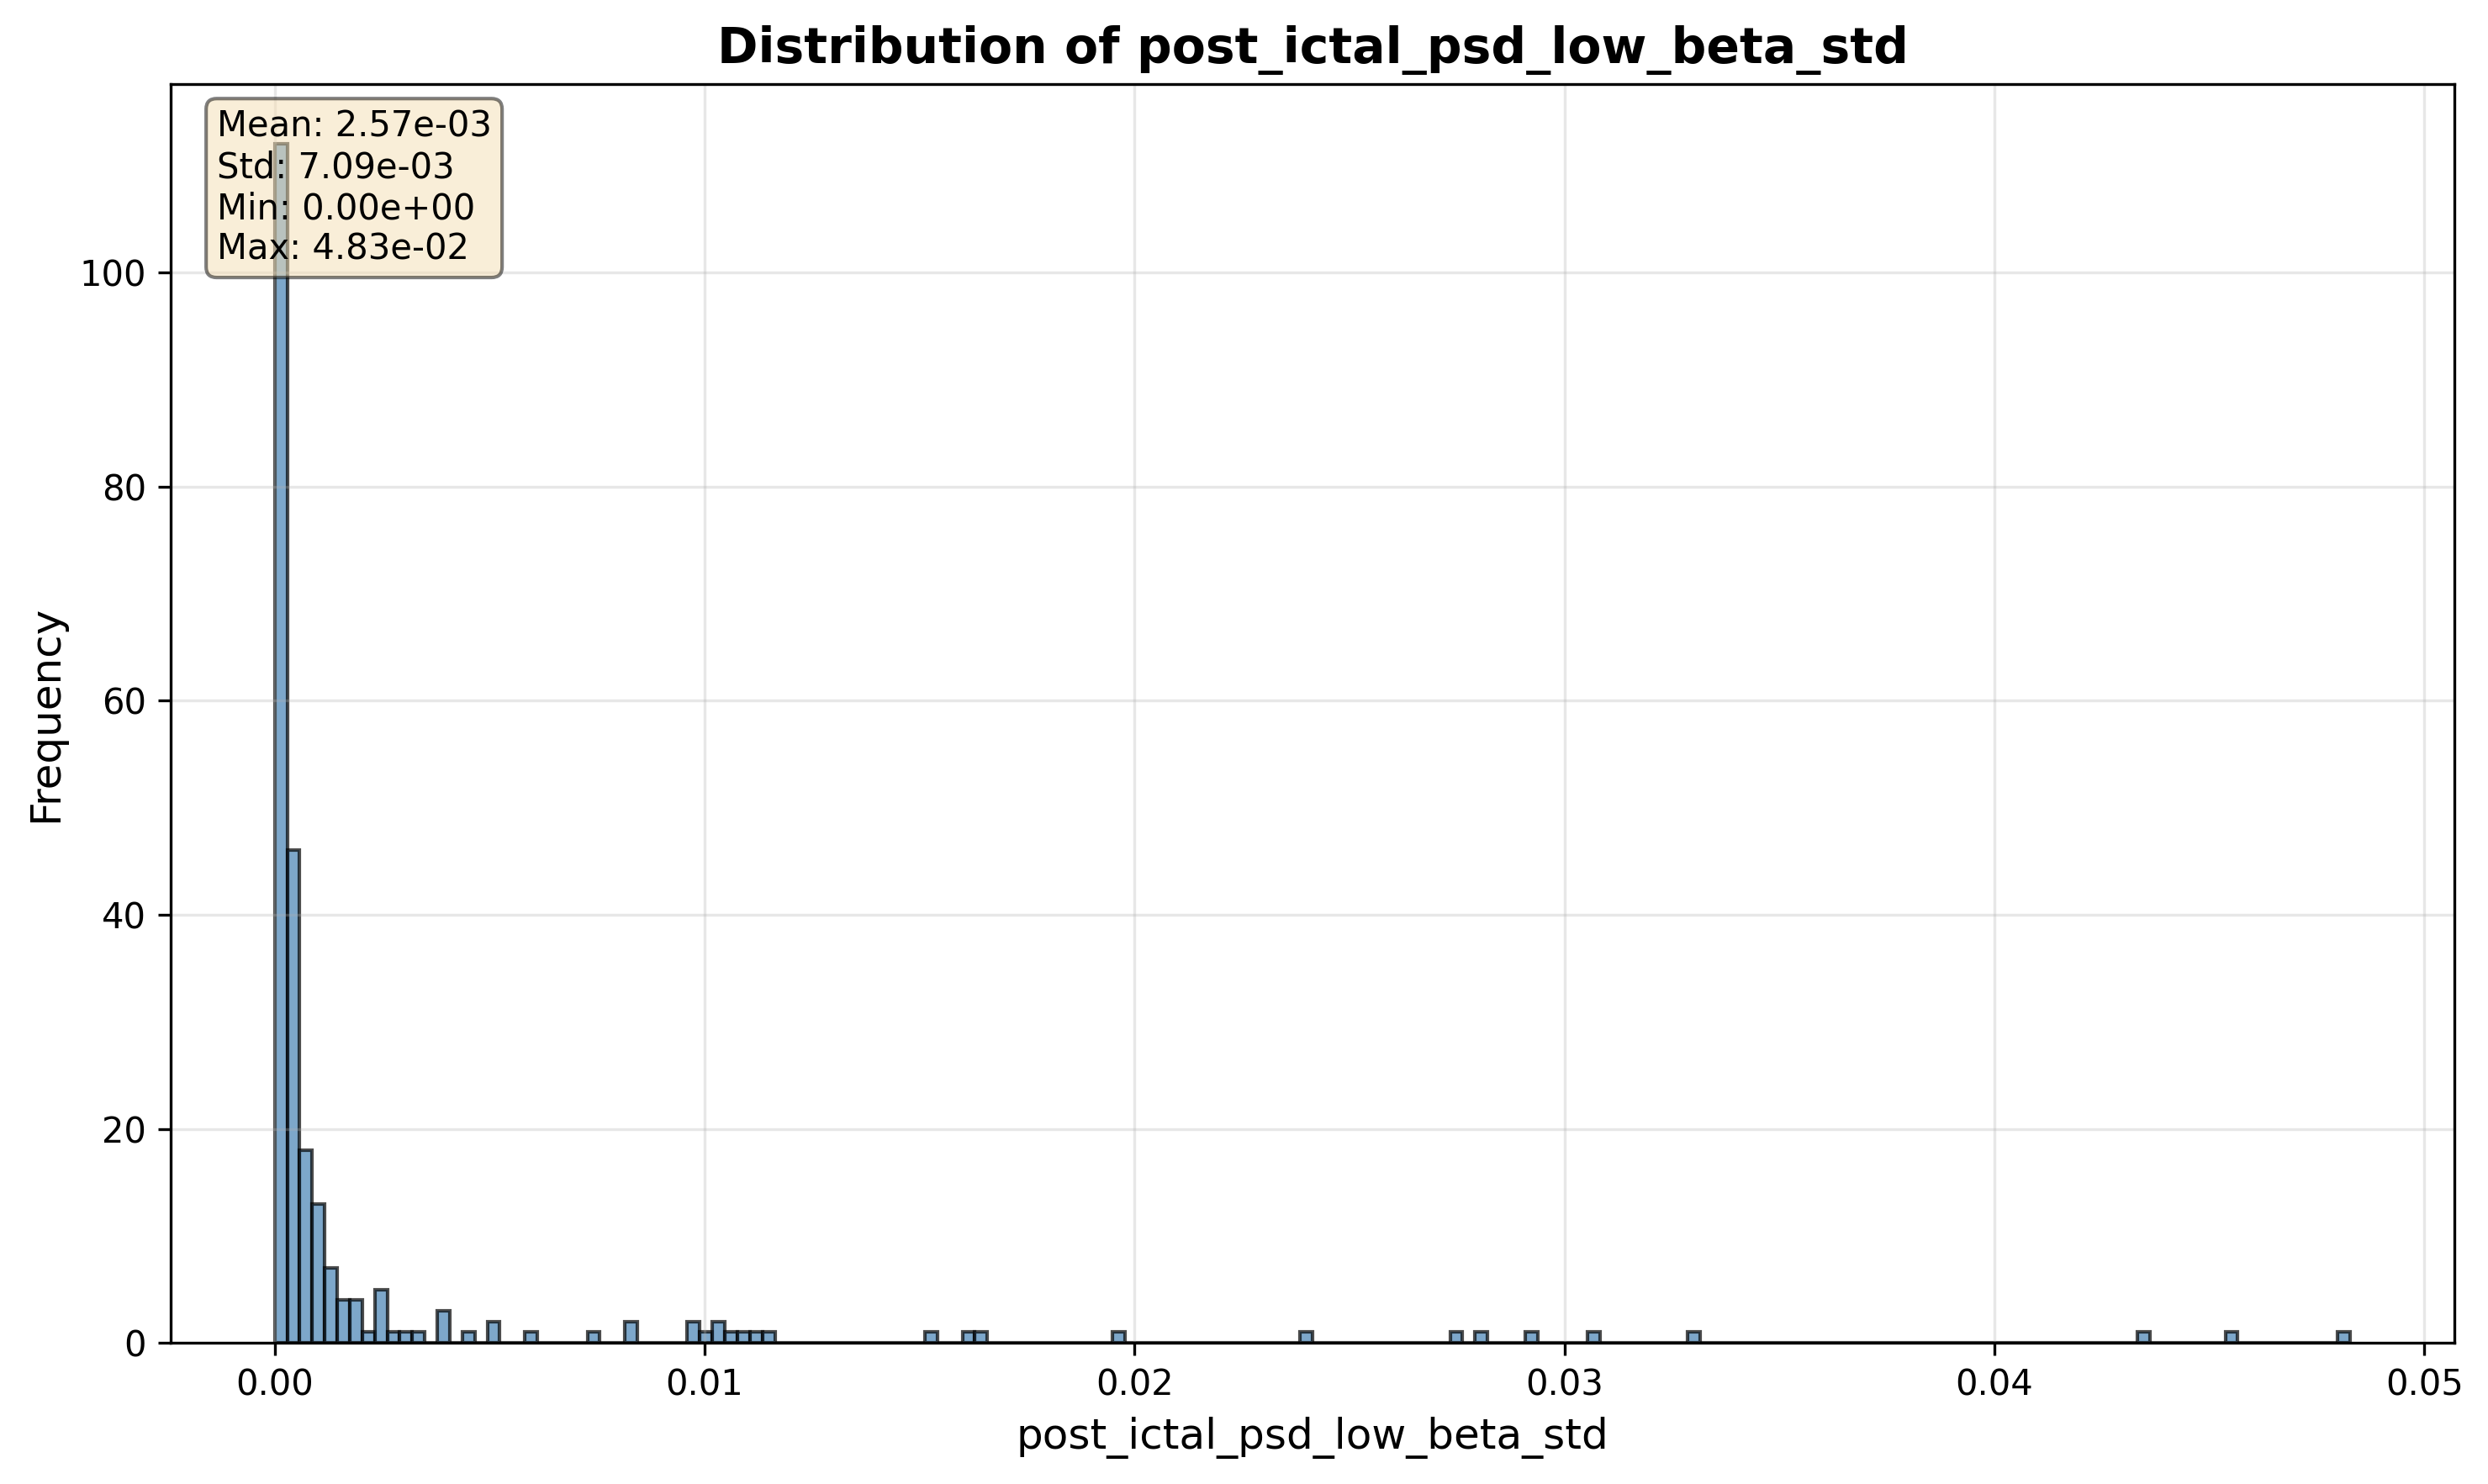 Distribution of post_ictal_psd_low_beta_std
Mean: 2.57e-03
Std: 7.09e-03
Min: 0.00e+00
Max: 4.83e-02
Frequency
100
80
60
40
20
0
0.00 0.01 0.02 0.03 0.04 0.05
post_ictal_psd_low_beta_std